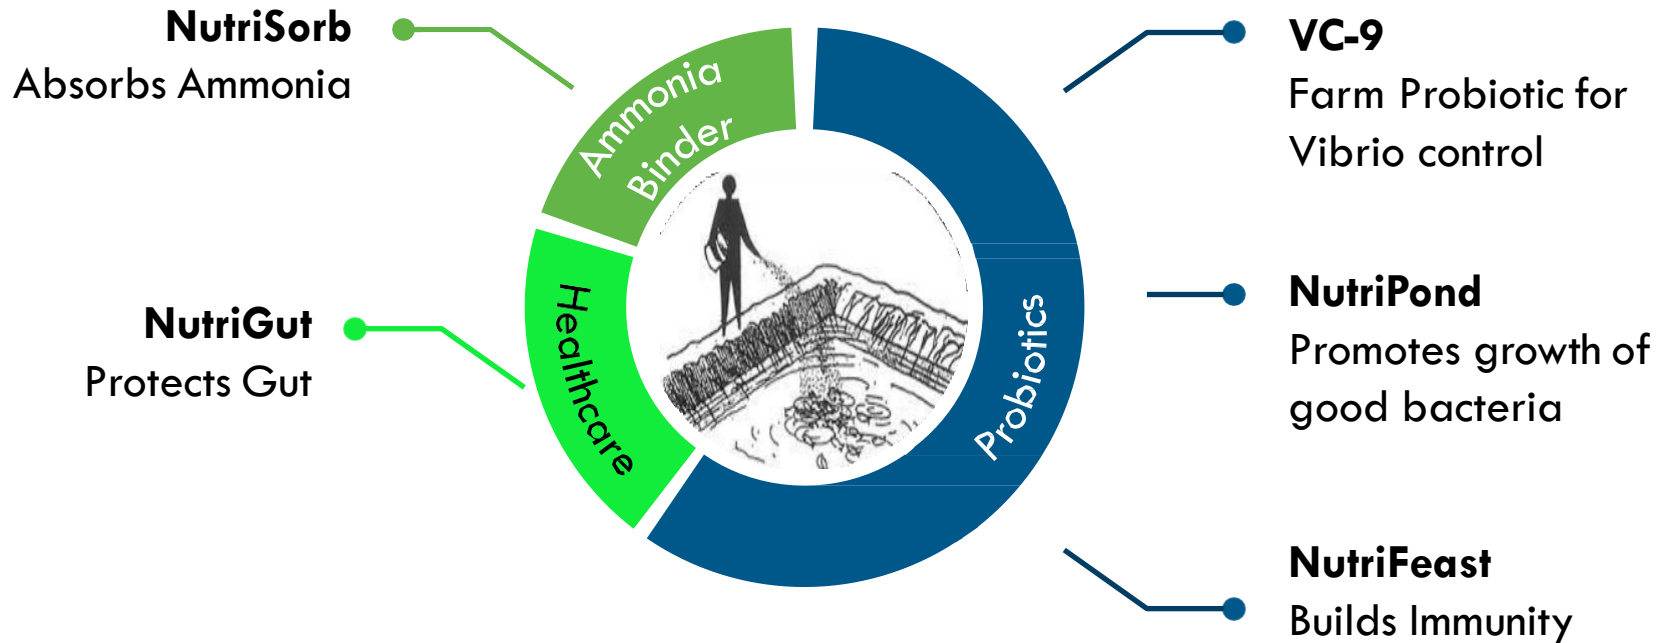 NutriSorb
Absorbs Ammonia
NutriGut
Protects Gut
Ammonia
Binder
Healthcare
Probiotics
VC-9
Farm Probiotic for
Vibrio control
NutriPond
Promotes growth of
good bacteria
NutriFeast
Builds Immunity